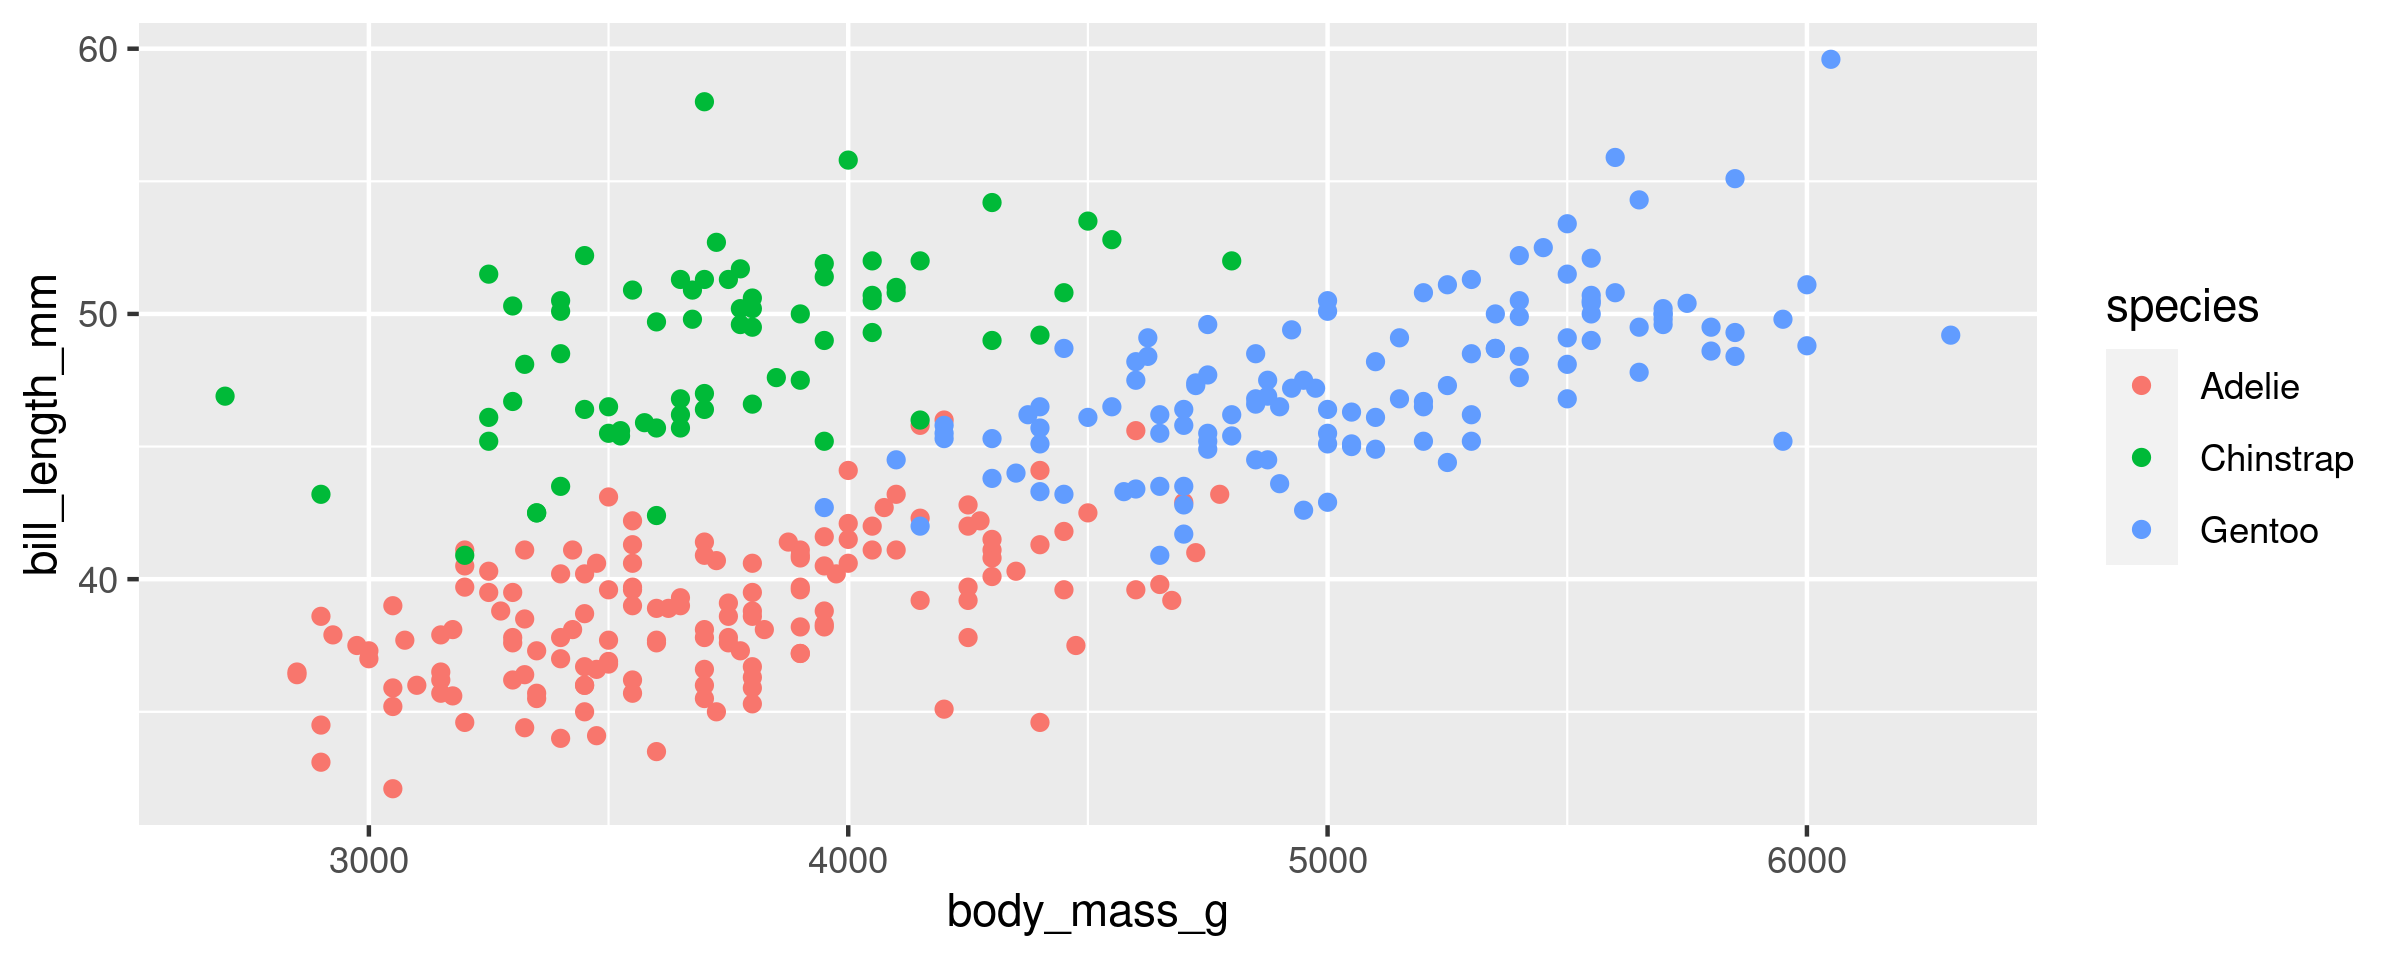 60
50
40
bill_length_mm
3000 4000 5000 6000
body_mass_g
species
Adelie
Chinstrap
Gentoo